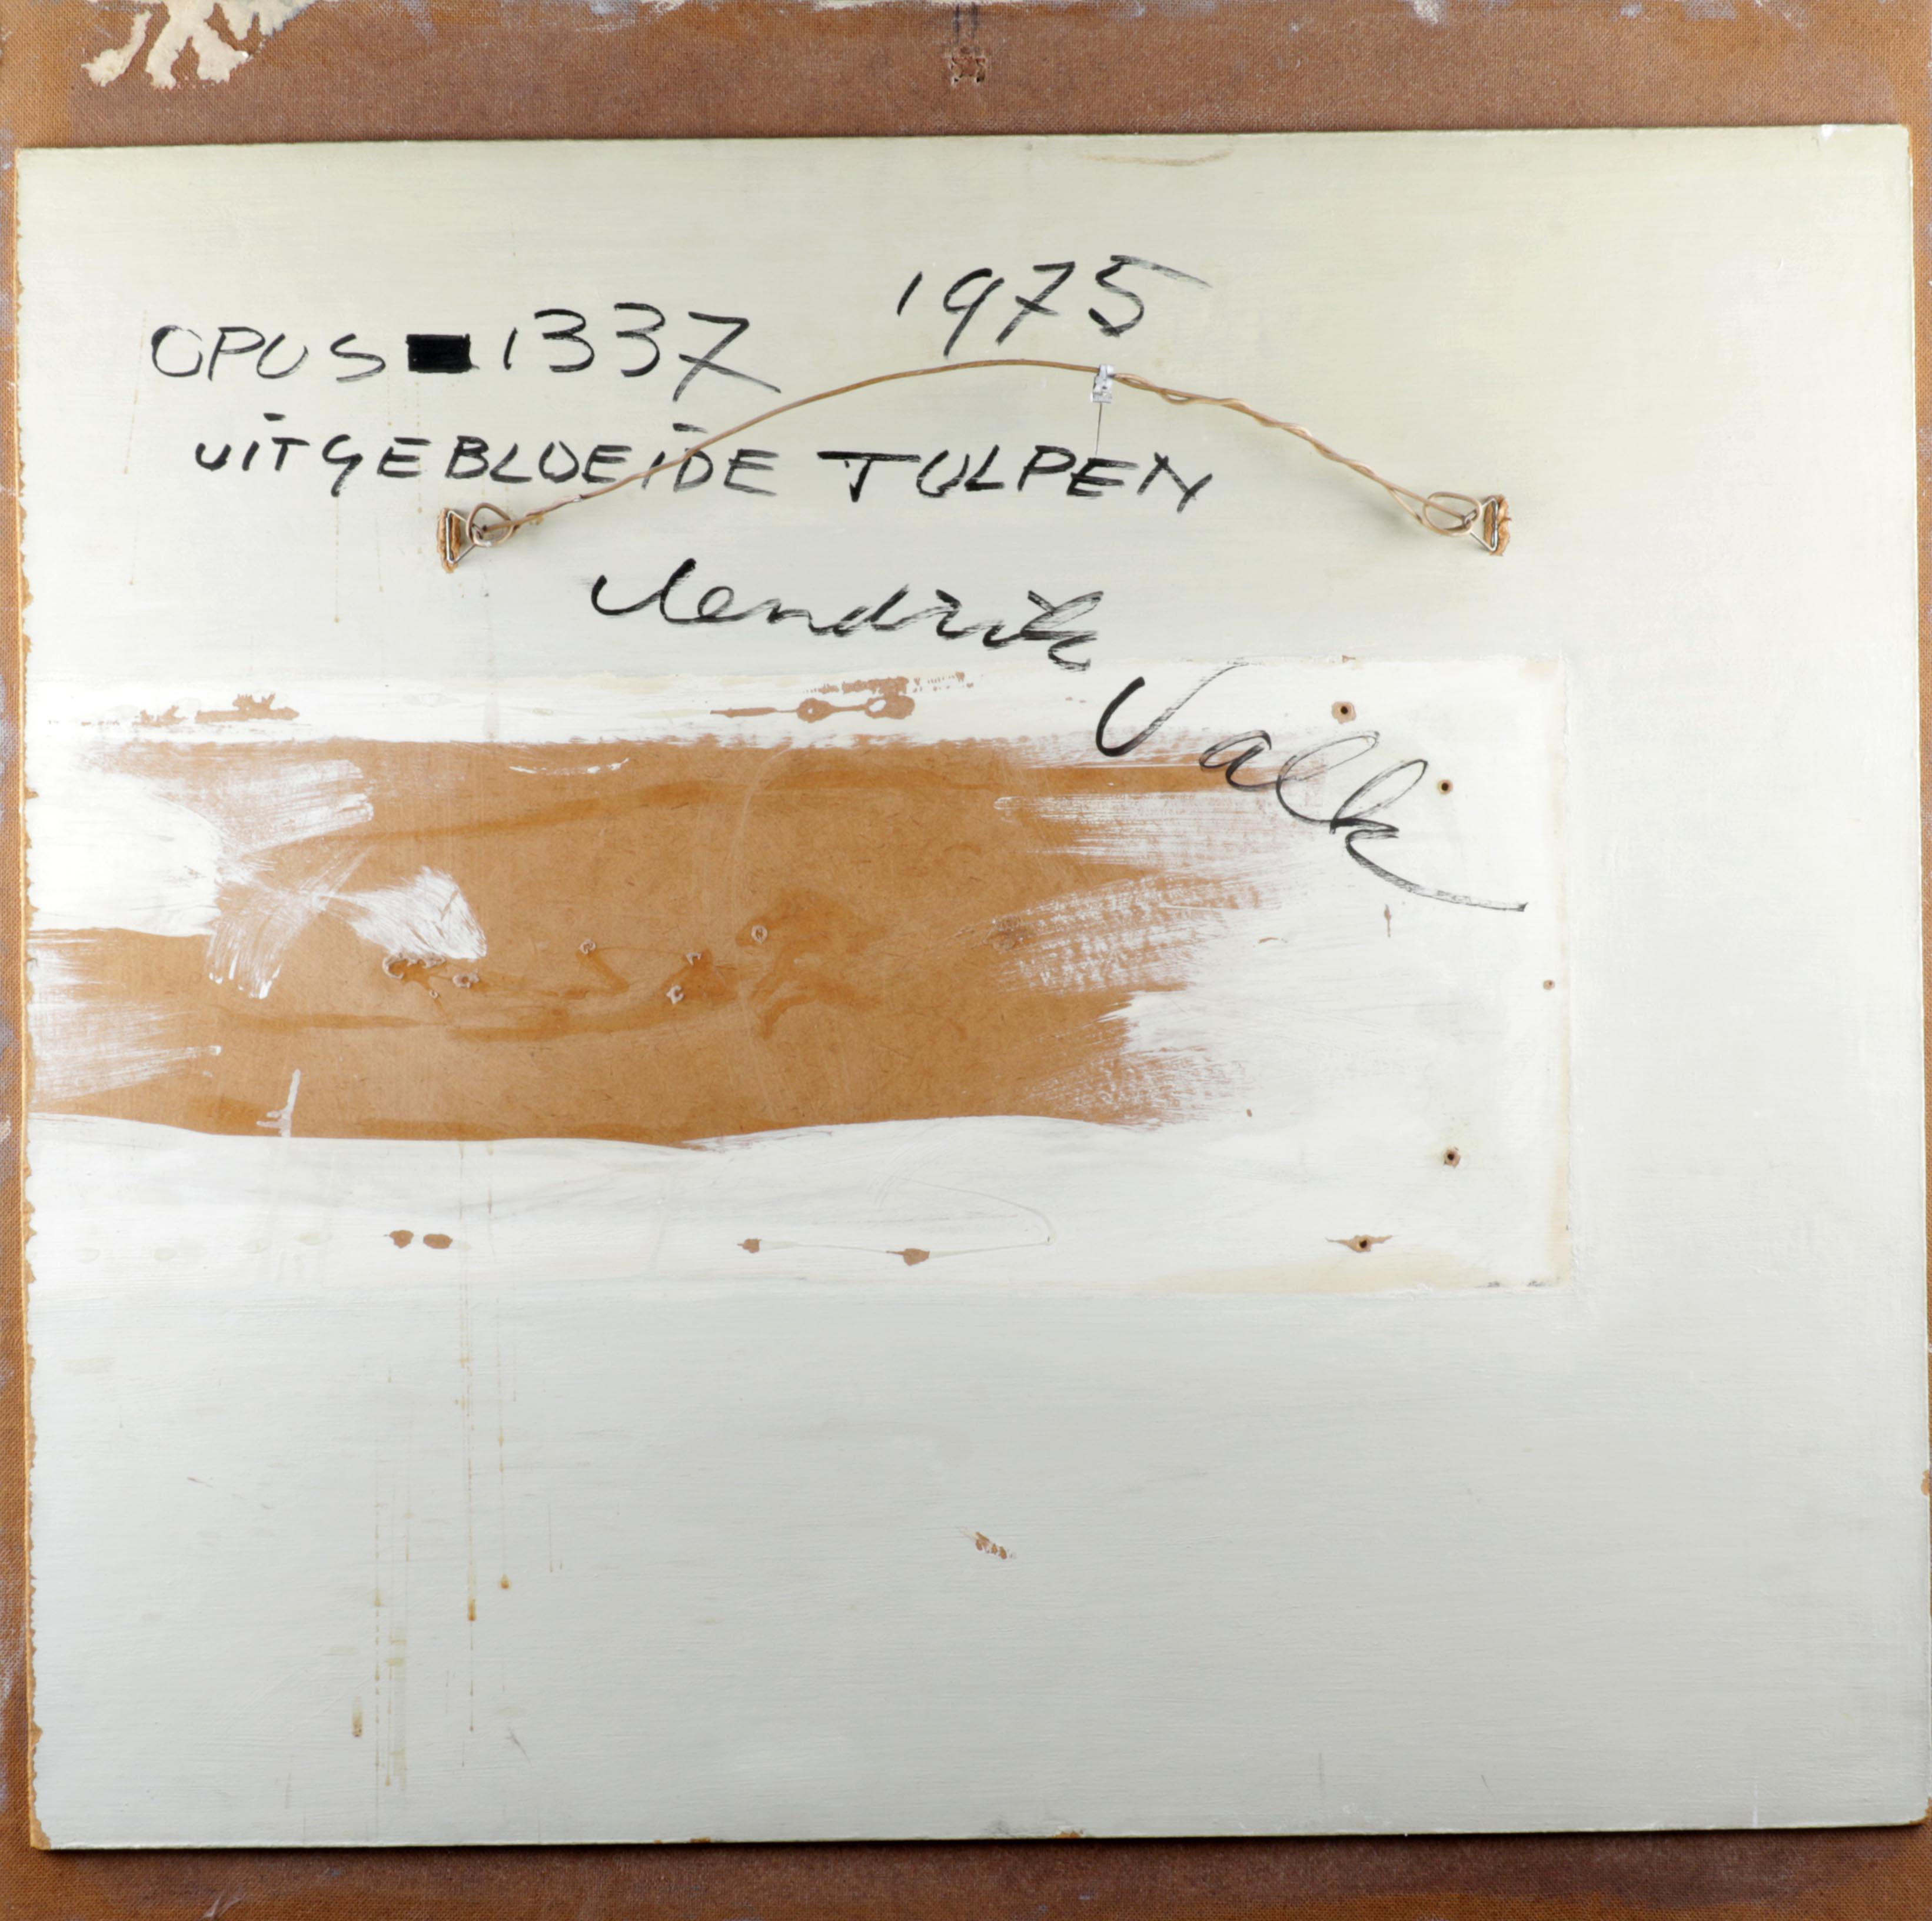 1975
OPUS 1337
UITGEBLOEIDE TULPEN
Hendrik
Valk